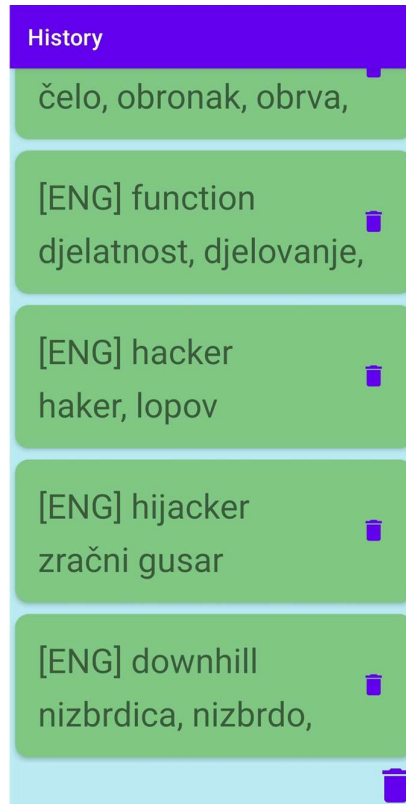 History
čelo, obronak, obrva,
[ENG] function
djelatnost, djelovanje,
[ENG] hacker
haker, lopov
[ENG] hijacker
zračni gusar
[ENG] downhill
nizbrdica, nizbrdo,